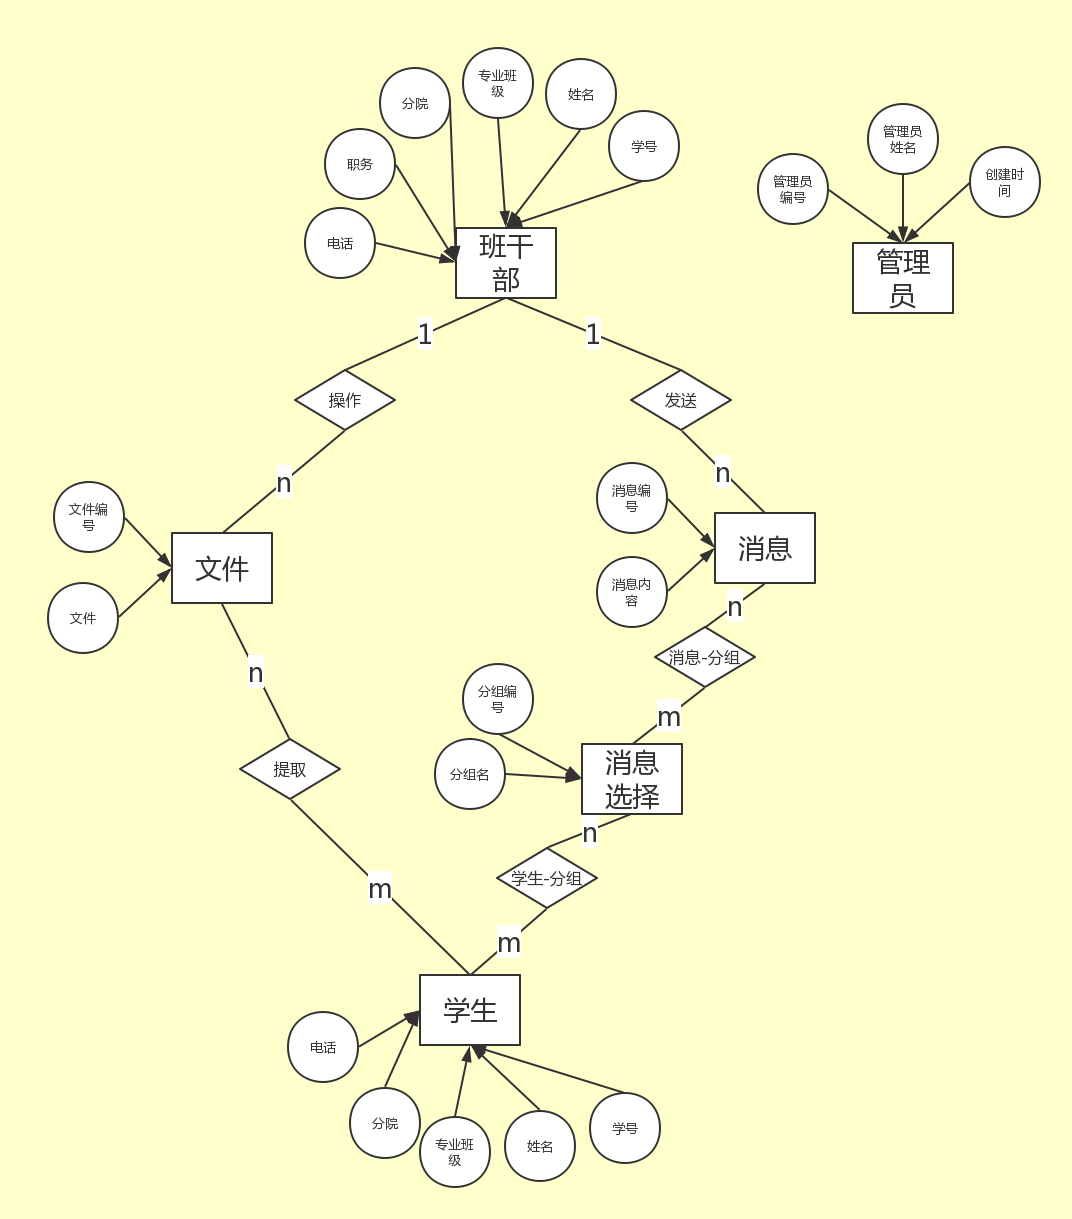 专业班
级
姓名
分院
学号
职务
电话
班干
部
管理员
姓名
管理员
编号
创建时
间
管理
员
1
1
操作
发送
n
n
文件编
号
文件
文件
消息编
号
消息内
容
消息
n
消息-分组
m
n
提取
m
分组编
号
分组名
消息
选择
n
学生-分组
m
学生
电话
分院
专业班
级
姓名
学号